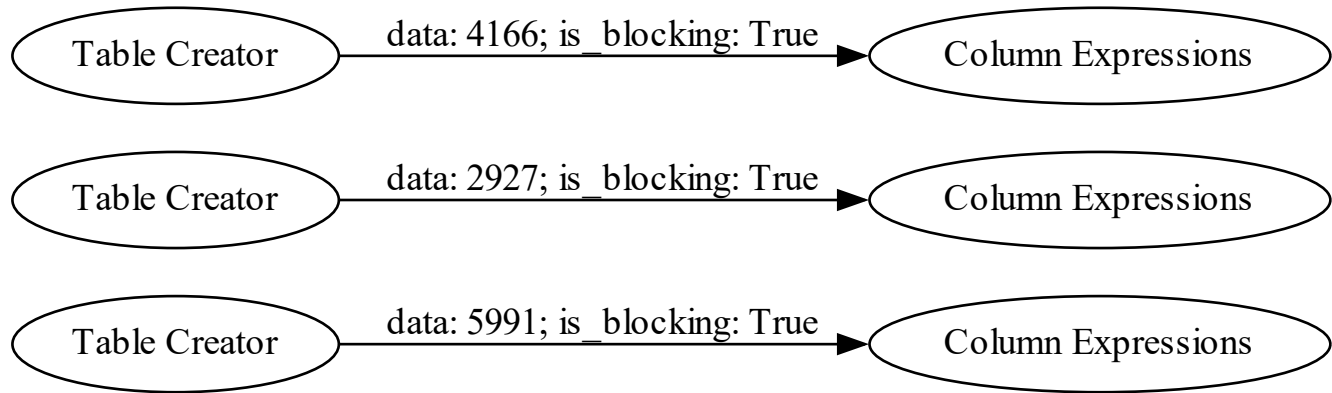 Table Creator data: 4166; is_blocking: True Column Expressions
Table Creator data: 2927; is_blocking: True Column Expressions
Table Creator data: 5991; is_blocking: True Column Expressions